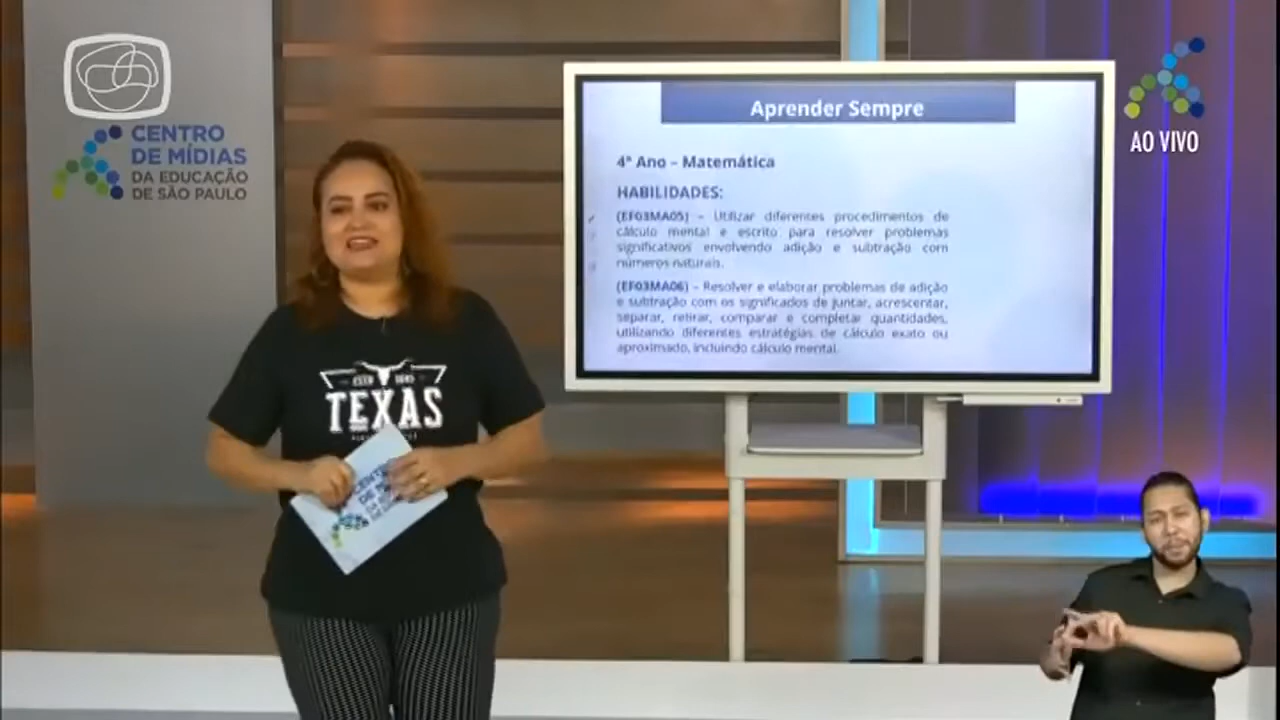 CENTRO
DE MÍDIAS
DA EDUCAÇÃO
DE SÃO PAULO
Aprender Sempre
4° Ano – Matemática
HABILIDADES:
(EF03MA05) – Utilizar diferentes procedimentos de
cálculo mental e escrito para resolver problemas
significativos envolvendo adição e subtração com
números naturais.
(EF03MA06) – Resolver e elaborar problemas de adição
e subtração com os significados de juntar, acrescentar,
separar, retirar, comparar e completar quantidades,
utilizando diferentes estratégias de cálculo exato ou
aproximado, incluindo cálculo mental.
AO VIVO
TEXAS